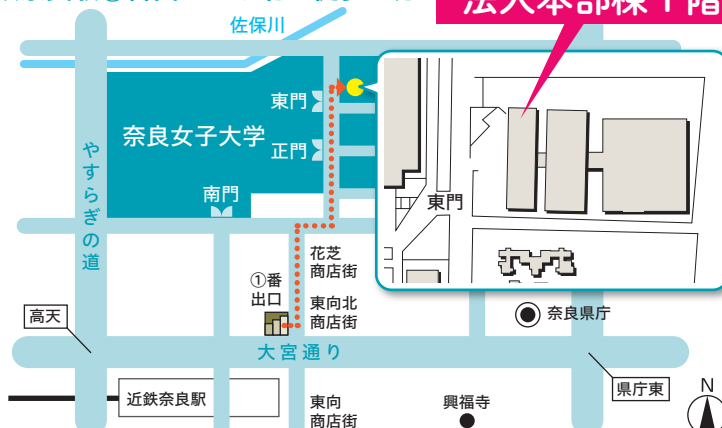 法人本部棟１階
佐保川
東門
奈良女子大学
正門
南門
東門
やすらぎの道
花芝
商店街
①番
出口
東向北
商店街
高天
奈良県庁
大宮通り
近鉄奈良駅
県庁東
東向
商店街
興福寺
N